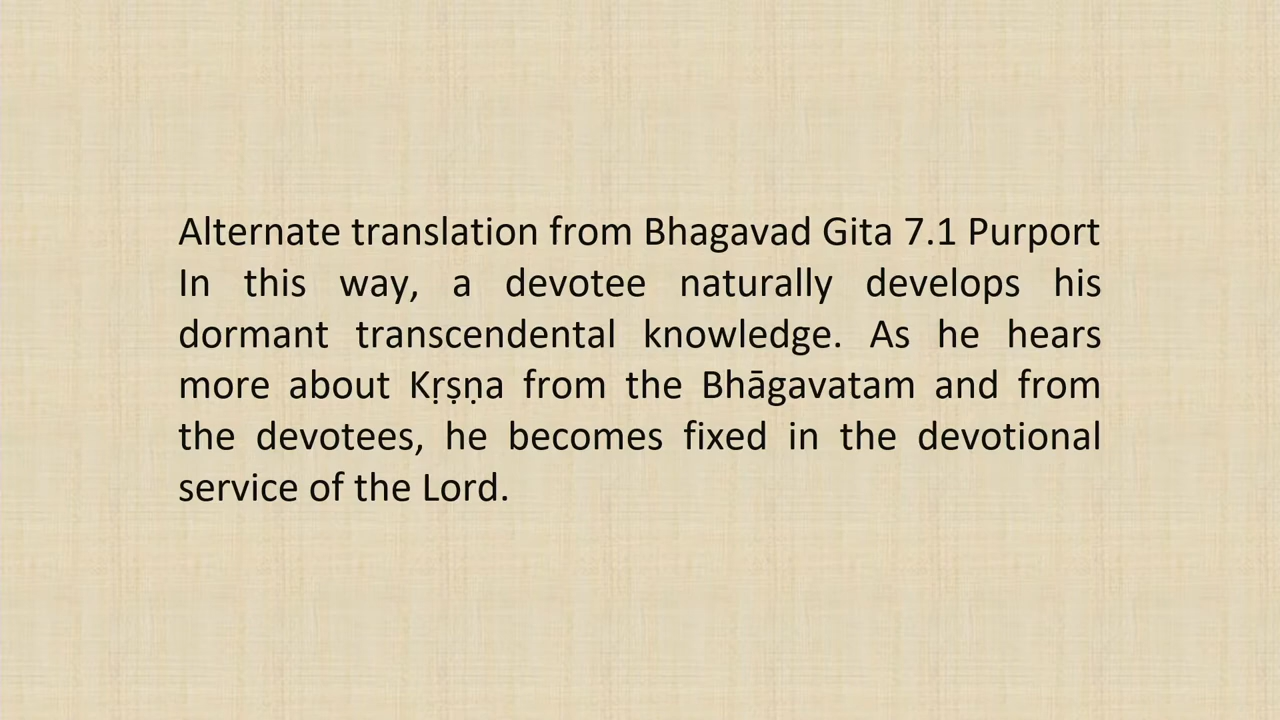 Alternate translation from Bhagavad Gita 7.1 Purport
In this way, a devotee naturally develops his
dormant transcendental knowledge. As he hears
more about Kṛṣṇa from the Bhāgavatam and from
the devotees, he becomes fixed in the devotional
service of the Lord.